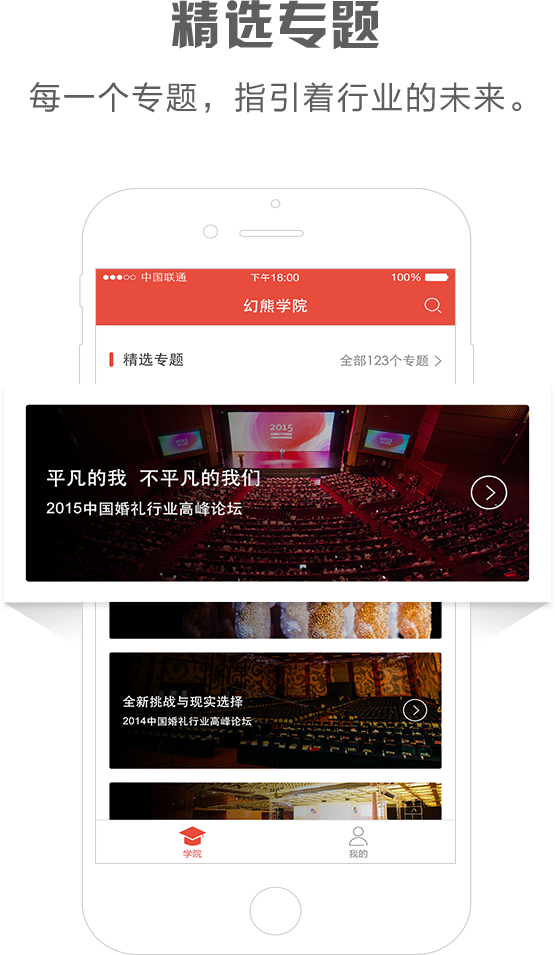 精选专题
每一个专题，指引着行业的未来。
中国联通 下午18:00 100%
幻熊学院
精选专题 全部123个专题
2015
平凡的我 不平凡的我们
2015中国婚礼行业高峰论坛
全新挑战与现实选择
2014中国婚礼行业高峰论坛
学院 我的